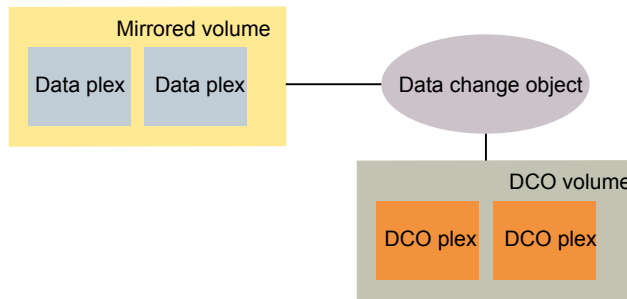 Mirrored volume
Data plex
Data plex
Data change object
DCO volume
DCO plex
DCO plex